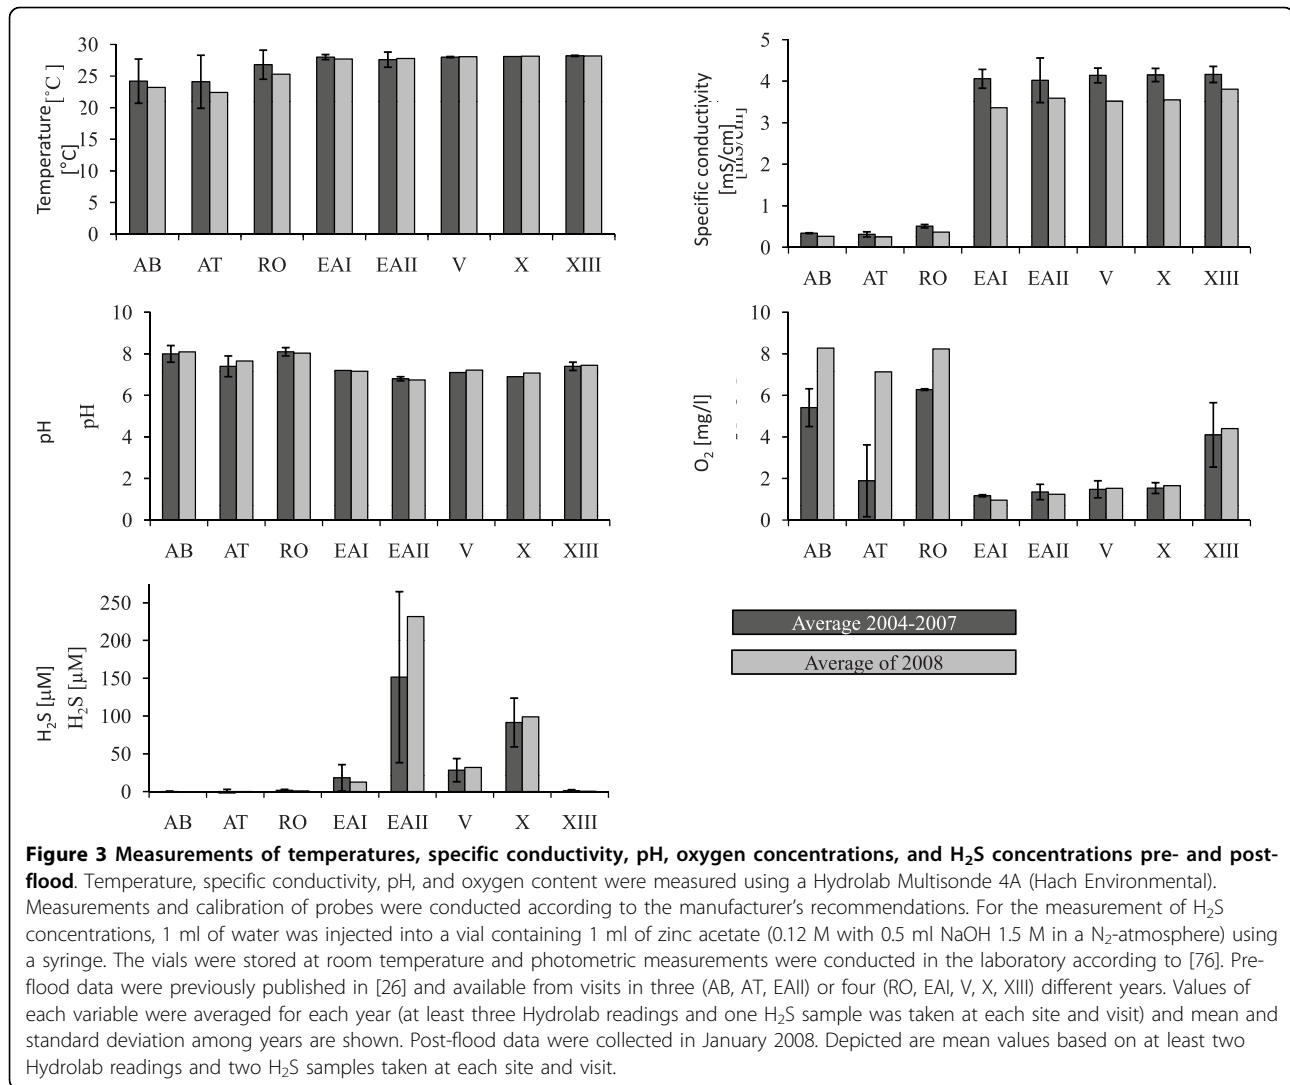 30
25
20
15
10
5
0
Temperature [°C]
[°C]
AB AT RO EAI EAII V X XIII
5
4
3
2
1
0
Specific conductivity
[mS/cm]
[mS/cm]
AB AT RO EAI EAII V X XIII
10
8
6
4
2
0
pH
pH
AB AT RO EAI EAII V X XIII
10
8
6
4
2
0
O₂ [mg/l]
AB AT RO EAI EAII V X XIII
250
200
150
100
50
0
H₂S [µM]
H₂S [µM]
AB AT RO EAI EAII V X XIII
Average 2004-2007
Average of 2008
Figure 3 Measurements of temperatures, specific conductivity, pH, oxygen concentrations, and H₂S concentrations pre- and post-
flood. Temperature, specific conductivity, pH, and oxygen content were measured using a Hydrolab Multisonde 4A (Hach Environmental).
Measurements and calibration of probes were conducted according to the manufacturer's recommendations. For the measurement of H₂S
concentrations, 1 ml of water was injected into a vial containing 1 ml of zinc acetate (0.12 M with 0.5 ml NaOH 1.5 M in a N₂-atmosphere) using
a syringe. The vials were stored at room temperature and photometric measurements were conducted in the laboratory according to [76]. Pre-
flood data were previously published in [26] and available from visits in three (AB, AT, EAII) or four (RO, EAI, V, X, XIII) different years. Values of
each variable were averaged for each year (at least three Hydrolab readings and one H₂S sample was taken at each site and visit) and mean and
standard deviation among years are shown. Post-flood data were collected in January 2008. Depicted are mean values based on at least two
Hydrolab readings and two H₂S samples taken at each site and visit.